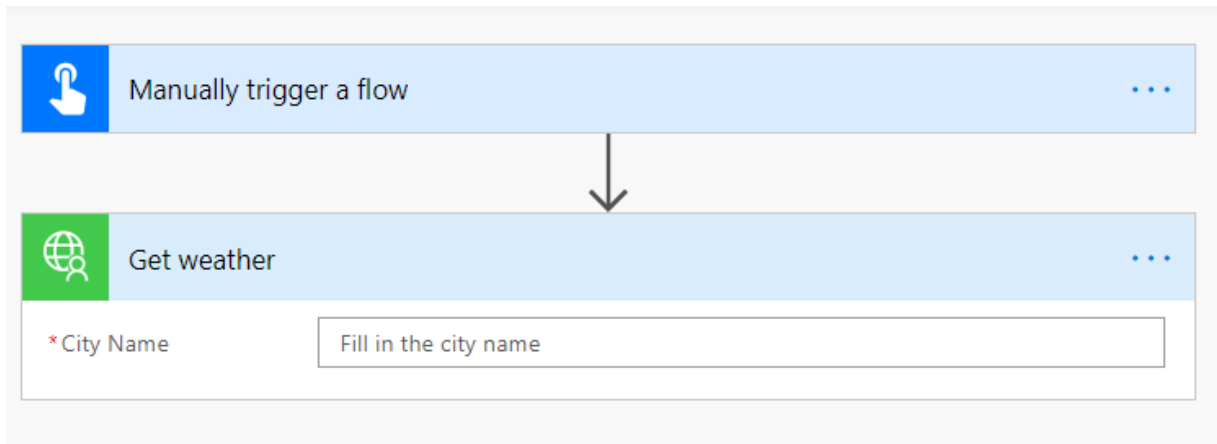 Manually trigger a flow
Get weather
*City Name
Fill in the city name